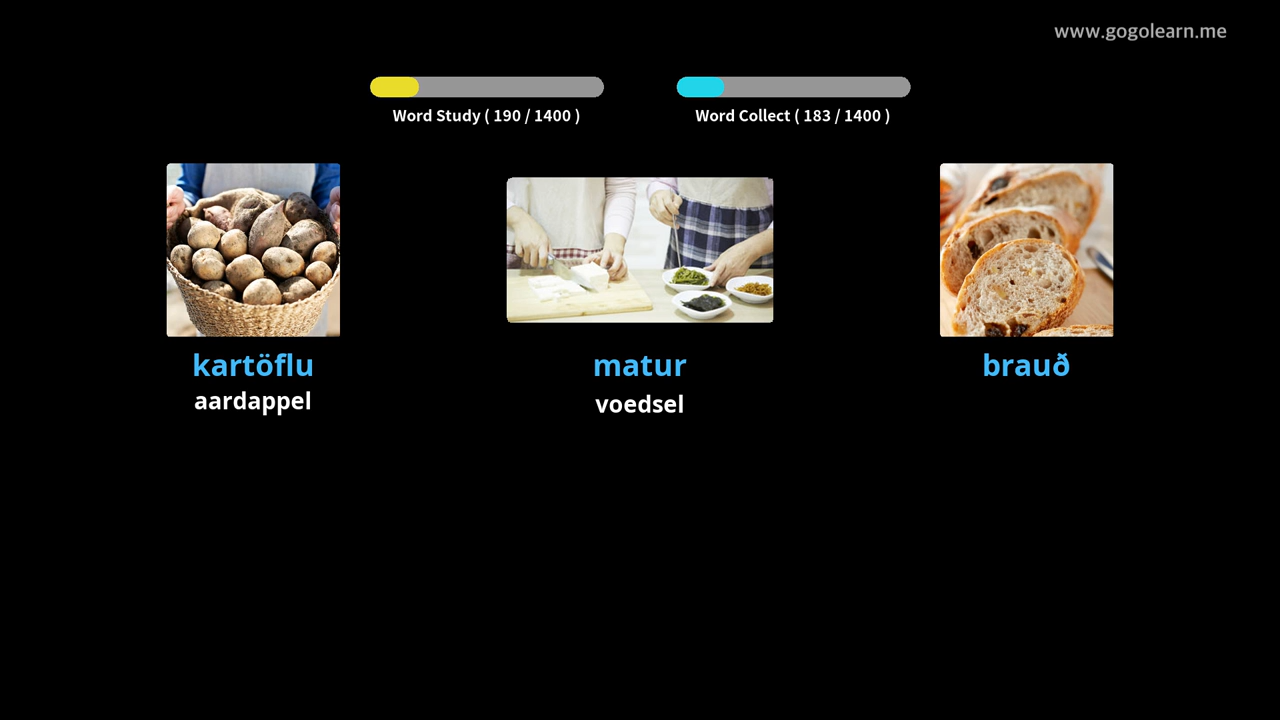 www.gogolearn.me
Word Study ( 190 / 1400 )
Word Collect ( 183 / 1400 )
kartöflu
aardappel
matur
voedsel
brauð